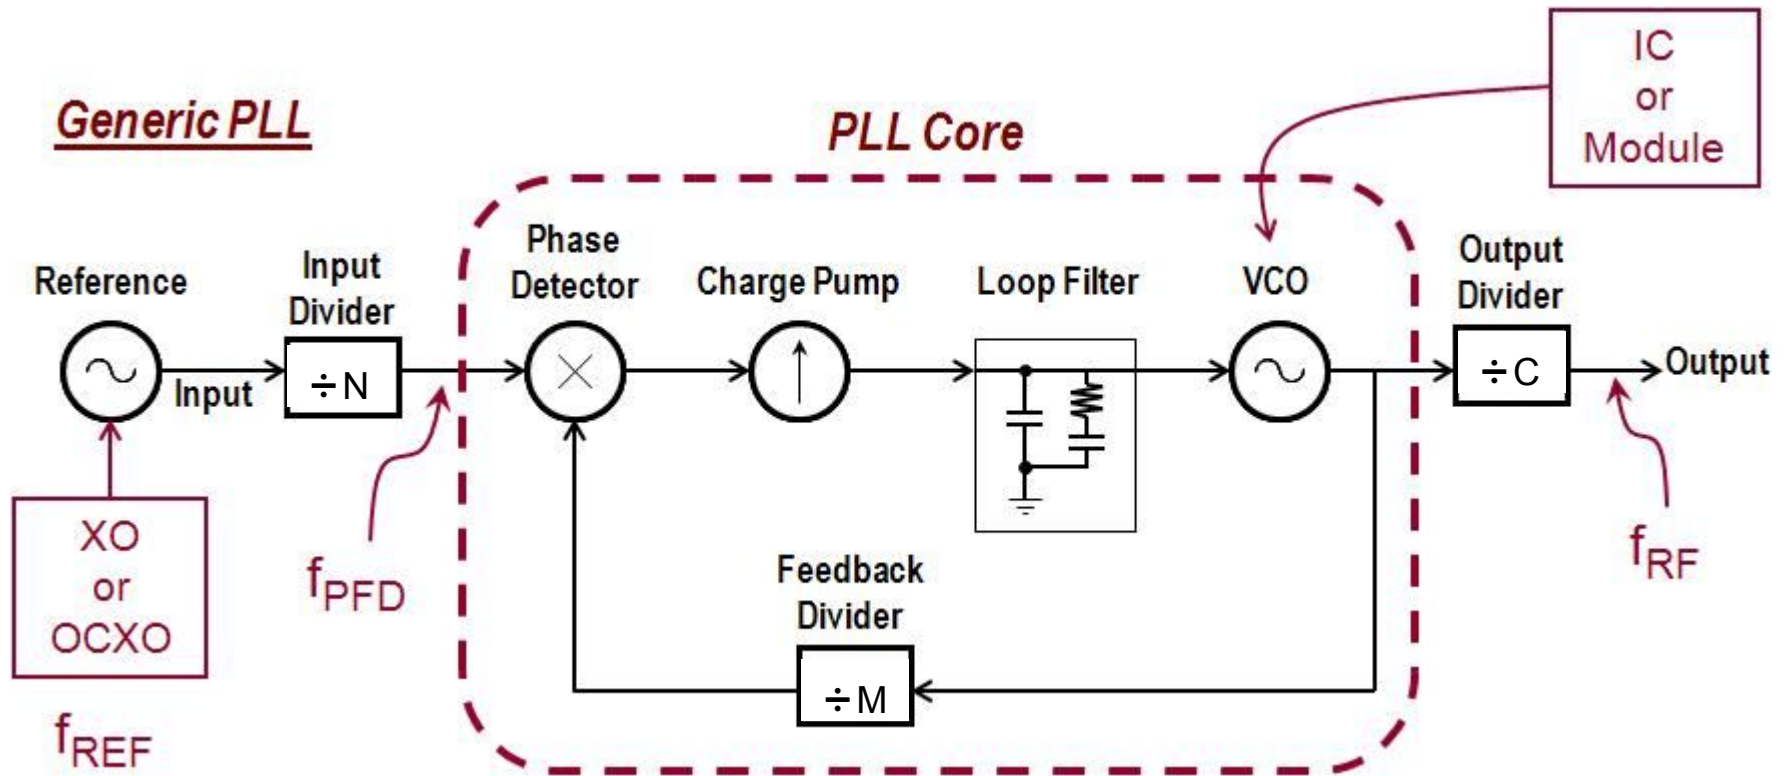 Generic PLL
PLL Core
IC
or
Module
Reference
Input
Divider
Phase
Detector
Charge Pump
Loop Filter
VCO
Output
Divider
Input
÷N
÷C
Output
XO
or
OCXO
fPFD
fRF
Feedback
Divider
÷M
fREF